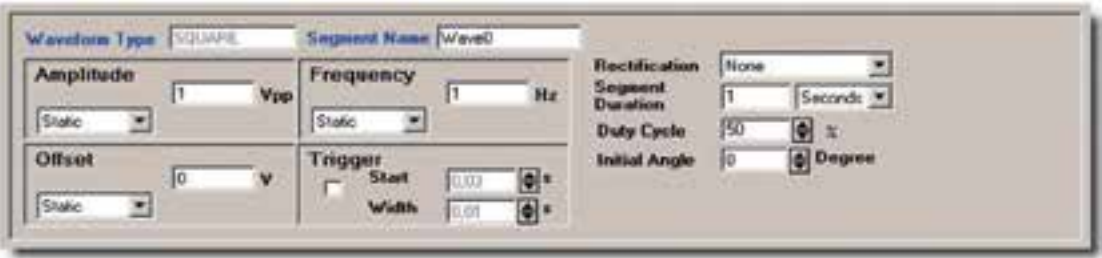 Waveform Type SQUARE Segment Name Wave0
Amplitude
1 Vpp
Static
Frequency
1 Hz
Static
Offset
0 V
Static
Trigger
Start 0.03 s
Width 0.01 s
Rectification None
Segment Duration 1 Seconds
Duty Cycle 50 %
Initial Angle 0 Degree